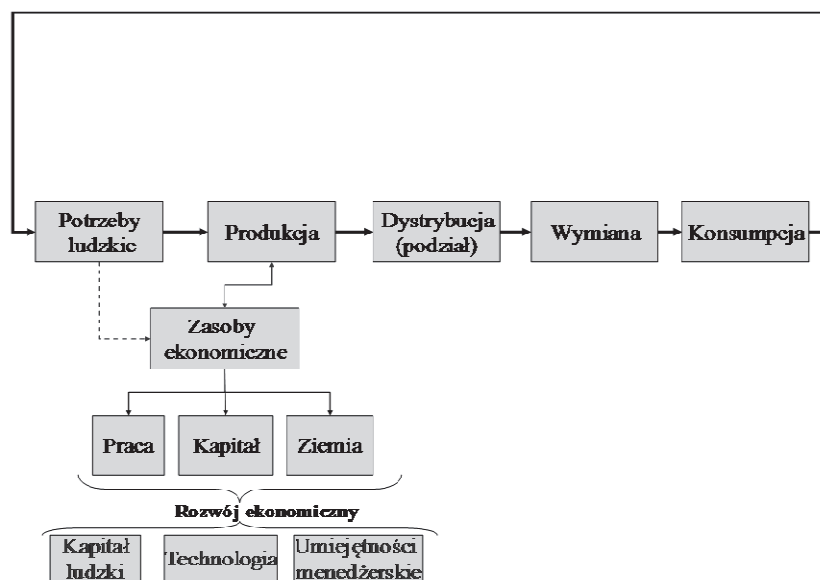 Potrzeby
ludzkie
Produkcja
Dystrybucja
(podział)
Wymiana
Konsumpcja
Zasoby
ekonomiczne
Praca
Kapitał
Ziemia
Rozwój ekonomiczny
Kapitał
ludzki
Technologia
Umiejętności
menedżerskie